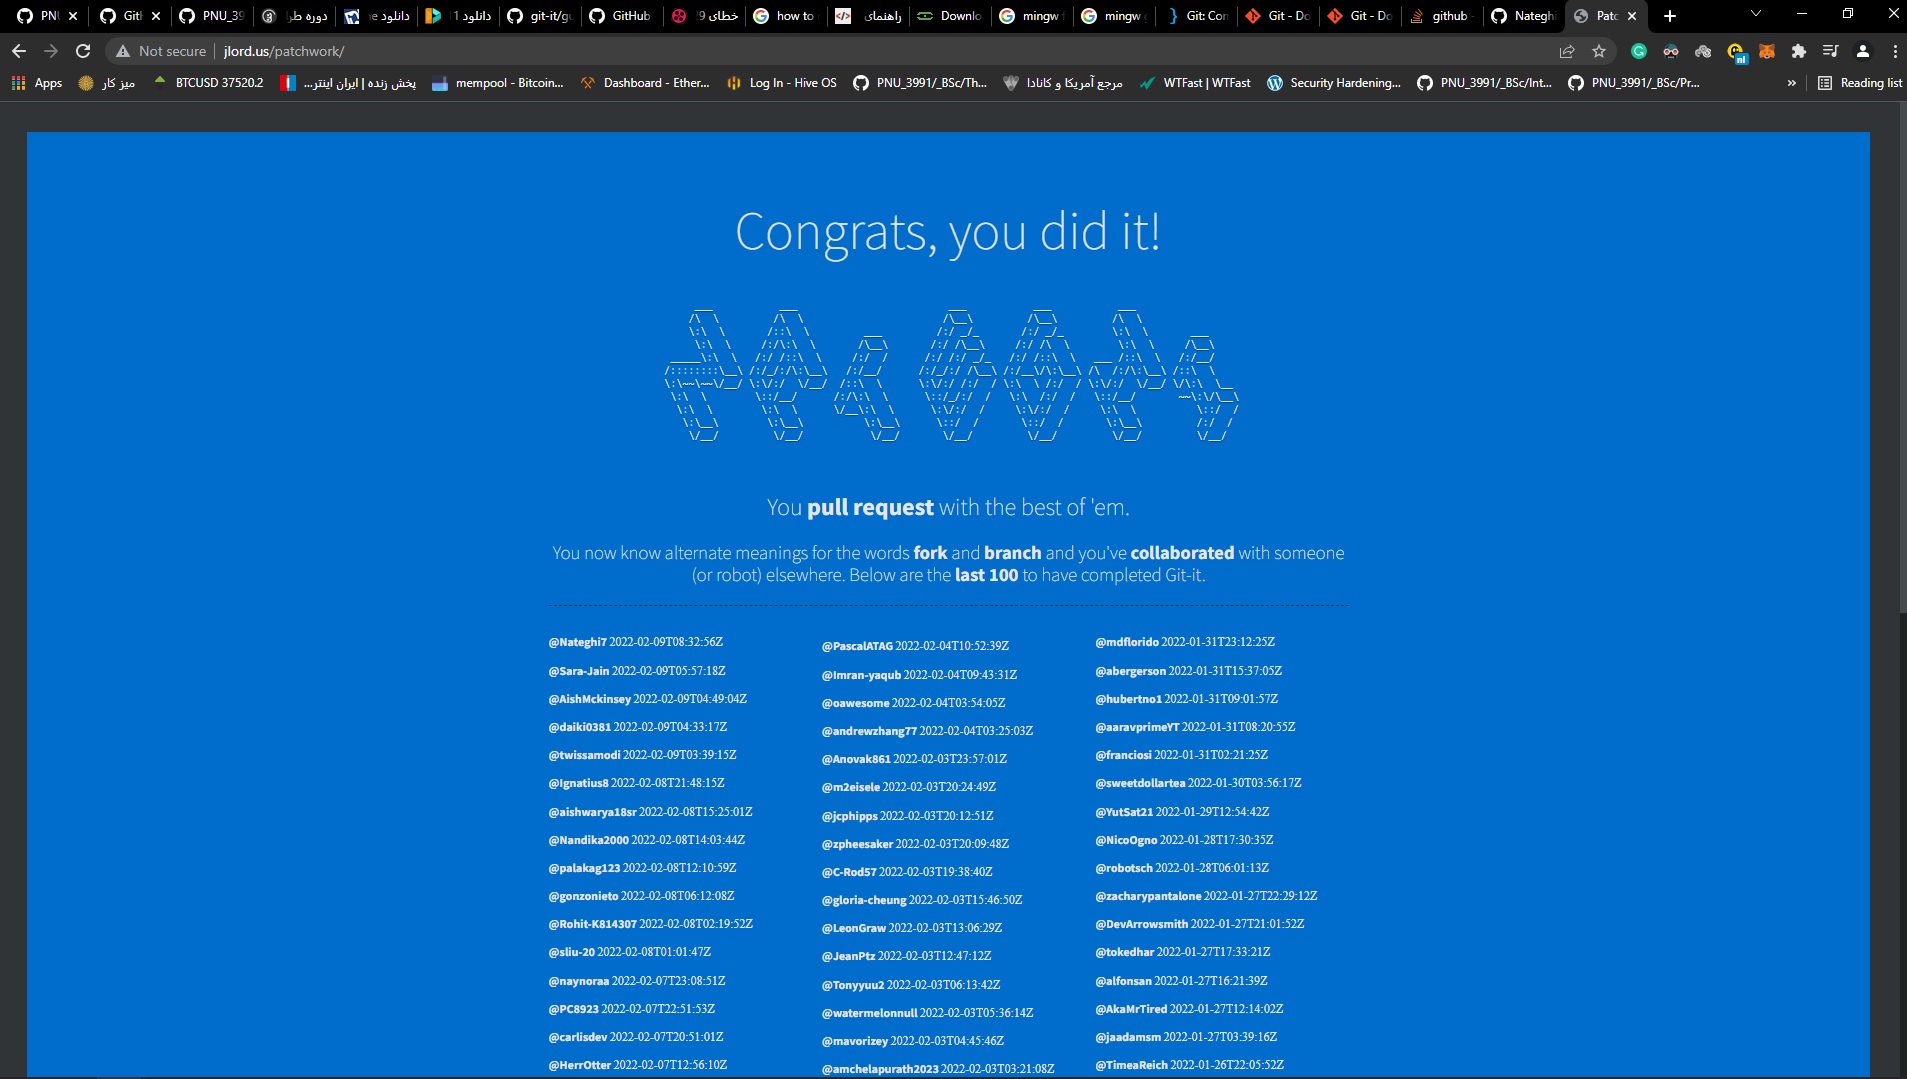 PNU
Git
PNU_39
دوره طر
دانلود ne
دانلود 11
git-it/gu
GitHub
خطای 29
how to
راهنمای
Downlo
mingw
mingw
Git: Con
Git - Do
Git - Do
github
Nateghi
Patc
Not secure
jlord.us/patchwork/
Apps
میز کار
BTCUSD 37520.2
پخش زنده | ایران اینتر...
mempool - Bitcoin...
Dashboard - Ether...
Log In - Hive OS
PNU_3991/_BSc/Th...
مرجع آمریکا و کانادا
WTFast | WTFast
Security Hardening...
PNU_3991/_BSc/Int...
PNU_3991/_BSc/Pr...
»
Reading list
Congrats, you did it!
You pull request with the best of 'em.
You now know alternate meanings for the words fork and branch and you've collaborated with someone
(or robot) elsewhere. Below are the last 100 to have completed Git-it.
@Nateghi7 2022-02-09T08:32:56Z
@Sara-Jain 2022-02-09T05:57:18Z
@AishMckinsey 2022-02-09T04:49:04Z
@daiki0381 2022-02-09T04:33:17Z
@twissamodi 2022-02-09T03:39:15Z
@Ignatius8 2022-02-08T21:48:15Z
@aishwarya18sr 2022-02-08T15:25:01Z
@Nandika2000 2022-02-08T14:03:44Z
@palakag123 2022-02-08T12:10:59Z
@gonzonieto 2022-02-08T06:12:08Z
@Rohit-K814307 2022-02-08T02:19:52Z
@sliu-20 2022-02-08T01:01:47Z
@naynoraa 2022-02-07T23:08:51Z
@PC8923 2022-02-07T22:51:53Z
@carlisdev 2022-02-07T20:51:01Z
@HerrOtter 2022-02-07T12:56:10Z
@PascalATAG 2022-02-04T10:52:39Z
@Imran-yaqub 2022-02-04T09:43:31Z
@oawesome 2022-02-04T03:54:05Z
@andrewzhang77 2022-02-04T03:25:03Z
@Anovak861 2022-02-03T23:57:01Z
@m2eisele 2022-02-03T20:24:49Z
@jcphipps 2022-02-03T20:12:51Z
@zpheesaker 2022-02-03T20:09:48Z
@C-Rod57 2022-02-03T19:38:40Z
@gloria-cheung 2022-02-03T15:46:50Z
@LeonGraw 2022-02-03T13:06:29Z
@JeanPtz 2022-02-03T12:47:12Z
@Tonyyuu2 2022-02-03T06:13:42Z
@watermelonnull 2022-02-03T05:36:14Z
@mavorizey 2022-02-03T04:45:46Z
@amchelapurath2023 2022-02-03T03:21:08Z
@mdflorido 2022-01-31T23:12:25Z
@abergerson 2022-01-31T15:37:05Z
@hubertno1 2022-01-31T09:01:57Z
@aaravprimeYT 2022-01-31T08:20:55Z
@franciosi 2022-01-31T02:21:25Z
@sweetdollartea 2022-01-30T03:56:17Z
@YutSat21 2022-01-29T12:54:42Z
@NicoOgno 2022-01-28T17:30:35Z
@robotsch 2022-01-28T06:01:13Z
@zacharypantalone 2022-01-27T22:29:12Z
@DevArrowsmith 2022-01-27T21:01:52Z
@tokedhar 2022-01-27T17:33:21Z
@alfonsan 2022-01-27T16:21:39Z
@AkaMrTired 2022-01-27T12:14:02Z
@jaadamsm 2022-01-27T03:39:16Z
@TimeaReich 2022-01-26T22:05:52Z